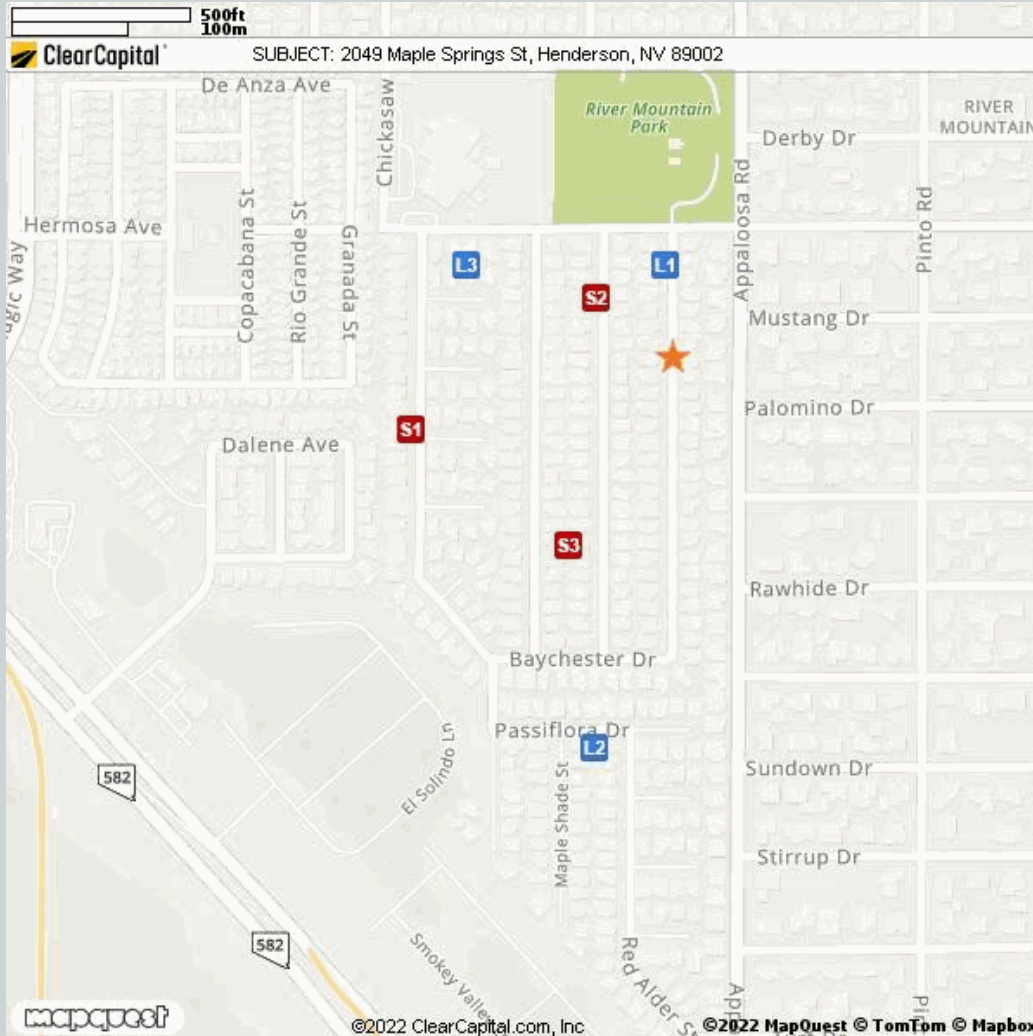 500ft
100m
ClearCapital
SUBJECT: 2049 Maple Springs St, Henderson, NV 89002
De Anza Ave
Chickasaw
River Mountain
Park
RIVER
MOUNTAIN
Derby Dr
Appaloosa Rd
Pinto Rd
Hermosa Ave
Copacabana St
Rio Grande St
Granada St
L3
L1
S2
Mustang Dr
Palomino Dr
S1
Dalene Ave
S3
Rawhide Dr
Baychester Dr
Passiflora Dr
L2
El Solindo Ln
Maple Shade St
Sundown Dr
582
Stirrup Dr
582
Smokey Valley
Red Alder St
App
Pi
mapquest
©2022 ClearCapital.com, Inc
©2022 MapQuest © TomTom © Mapbo